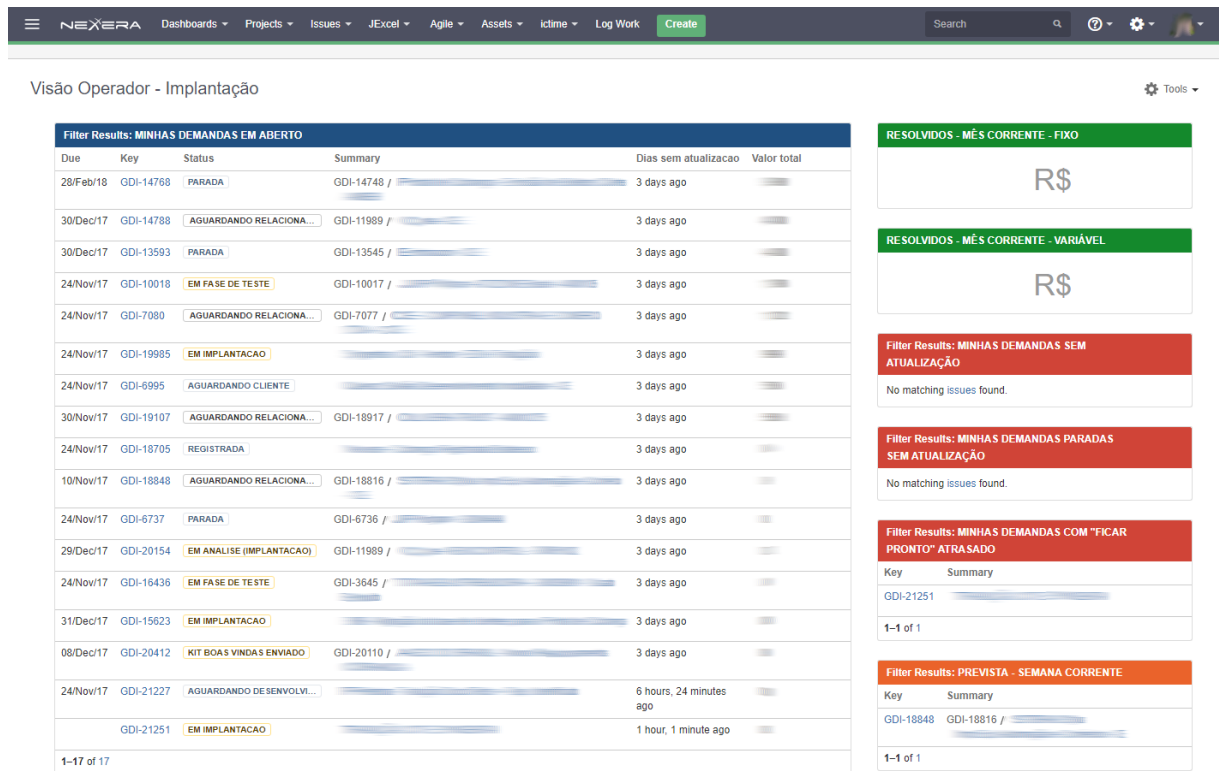 NEXERA Dashboards Projects Issues JExcel Agile Assets ictime Log Work Create Search
Visão Operador - Implantação
Tools
Filter Results: MINHAS DEMANDAS EM ABERTO
Due Key Status Summary Dias sem atualizacao Valor total
28/Feb/18 GDI-14768 PARADA GDI-14748 / 3 days ago
30/Dec/17 GDI-14788 AGUARDANDO RELACIONA... GDI-11989 / 3 days ago
30/Dec/17 GDI-13593 PARADA GDI-13545 / 3 days ago
24/Nov/17 GDI-10018 EM FASE DE TESTE GDI-10017 / 3 days ago
24/Nov/17 GDI-7080 AGUARDANDO RELACIONA... GDI-7077 / 3 days ago
24/Nov/17 GDI-19985 EM IMPLANTACAO 3 days ago
24/Nov/17 GDI-6995 AGUARDANDO CLIENTE 3 days ago
30/Nov/17 GDI-19107 AGUARDANDO RELACIONA... GDI-18917 / 3 days ago
24/Nov/17 GDI-18705 REGISTRADA 3 days ago
10/Nov/17 GDI-18848 AGUARDANDO RELACIONA... GDI-18816 / 3 days ago
24/Nov/17 GDI-6737 PARADA GDI-6736 / 3 days ago
29/Dec/17 GDI-20154 EM ANALISE (IMPLANTACAO) GDI-11989 / 3 days ago
24/Nov/17 GDI-16436 EM FASE DE TESTE GDI-3645 / 3 days ago
31/Dec/17 GDI-15623 EM IMPLANTACAO 3 days ago
08/Dec/17 GDI-20412 KIT BOAS VINDAS ENVIADO GDI-20110 / 3 days ago
24/Nov/17 GDI-21227 AGUARDANDO DESENVOLVI... 6 hours, 24 minutes
ago
GDI-21251 EM IMPLANTACAO 1 hour, 1 minute ago
1–17 of 17
RESOLVIDOS - MÊS CORRENTE - FIXO
R$
RESOLVIDOS - MÊS CORRENTE - VARIÁVEL
R$
Filter Results: MINHAS DEMANDAS SEM
ATUALIZAÇÃO
No matching issues found.
Filter Results: MINHAS DEMANDAS PARADAS
SEM ATUALIZAÇÃO
No matching issues found.
Filter Results: MINHAS DEMANDAS COM "FICAR
PRONTO" ATRASADO
Key Summary
GDI-21251
1–1 of 1
Filter Results: PREVISTA - SEMANA CORRENTE
Key Summary
GDI-18848 GDI-18816 /
1–1 of 1